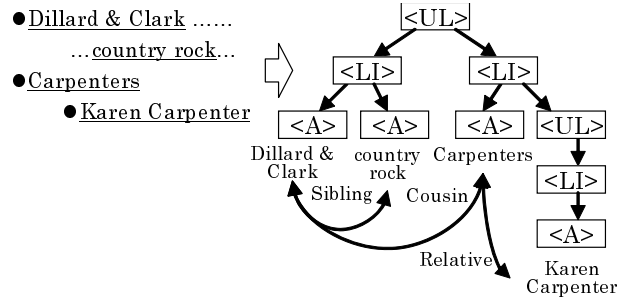 ●Dillard & Clark ……
…country rock…
●Carpenters
●Karen Carpenter
<UL>
<LI> <LI>
<A> <A> <A> <UL>
Dillard & Clark
country rock
Carpenters
<LI>
Sibling
Cousin
<A>
Relative
Karen
Carpenter